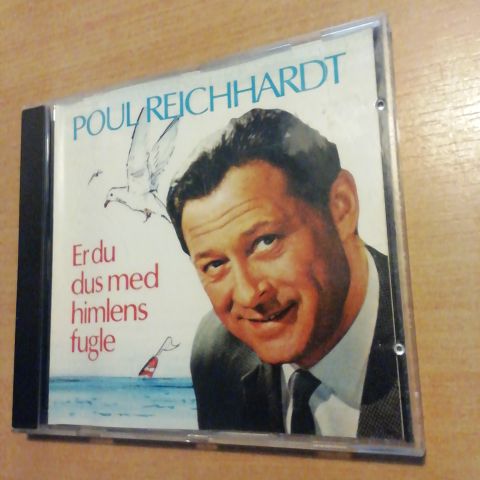 POUL REICHHARDT
Er du
dus med
himlens
fugle